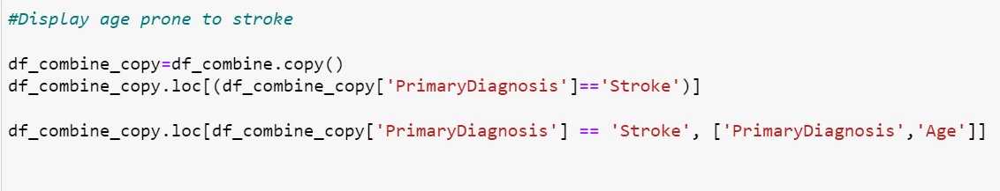 #Display age prone to stroke
df_combine_copy=df_combine.copy()
df_combine_copy.loc[(df_combine_copy['PrimaryDiagnosis']=='Stroke')]
df_combine_copy.loc[df_combine_copy['PrimaryDiagnosis'] == 'Stroke', ['PrimaryDiagnosis','Age']]